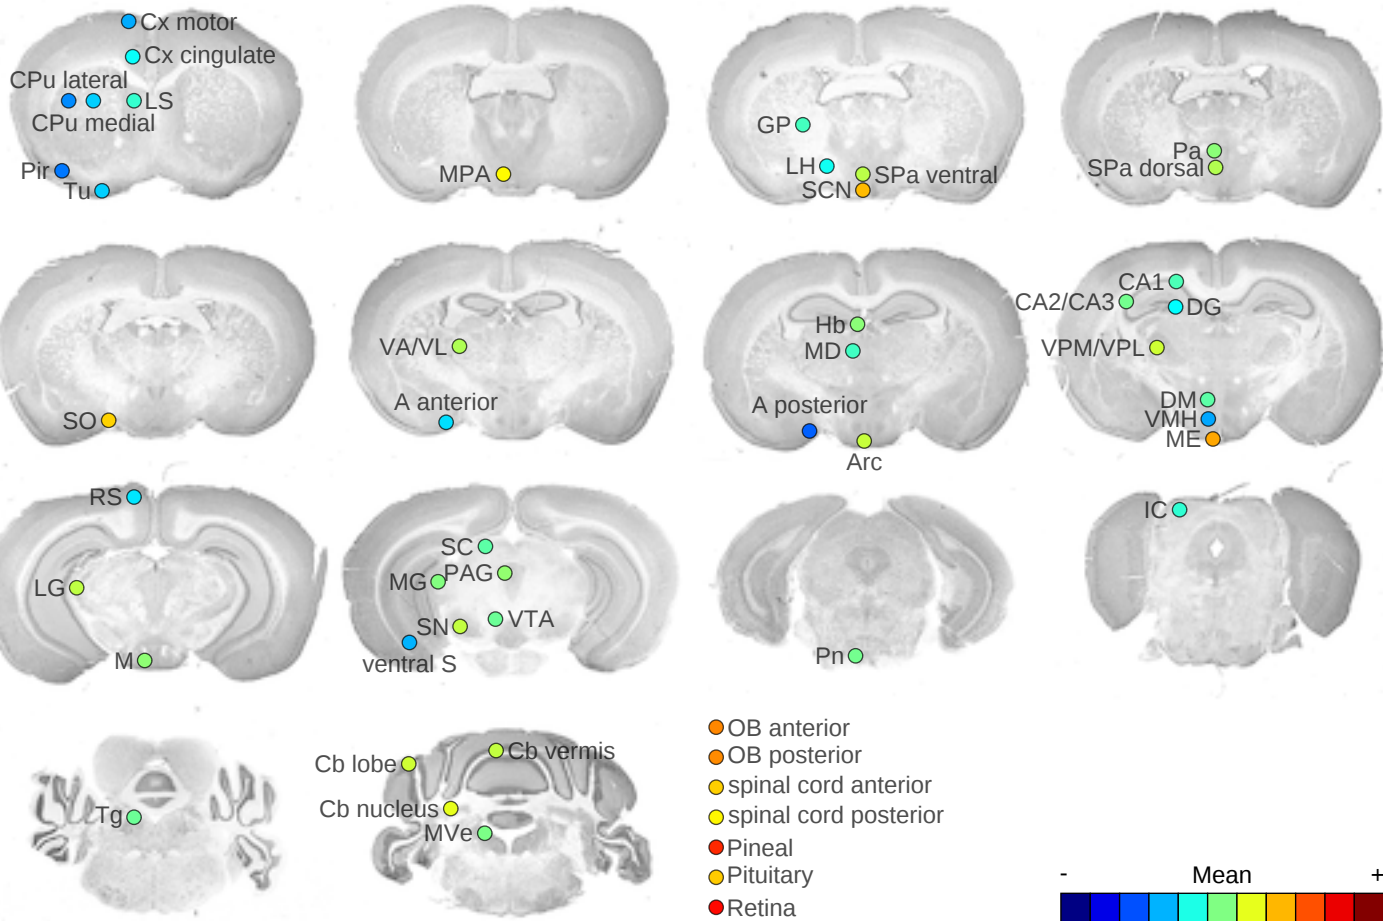 Cx motor
Cx cingulate
CPu lateral
LS
CPu medial
Pir
Tu
MPA
GP
LH
SPa ventral
SCN
Pa
SPa dorsal
SO
VA/VL
A anterior
Hb
MD
A posterior
Arc
CA1
CA2/CA3
DG
VPM/VPL
DM
VMH
ME
RS
LG
M
SC
MG
PAG
SN
VTA
ventral S
Pn
IC
Tg
Cb lobe
Cb vermis
Cb nucleus
MVe
OB anterior
OB posterior
spinal cord anterior
spinal cord posterior
Pineal
Pituitary
Retina
- Mean +